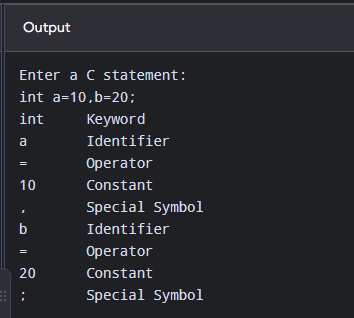 Output
Enter a C statement:
int a=10,b=20;
int     Keyword
a       Identifier
=       Operator
10      Constant
,       Special Symbol
b       Identifier
=       Operator
20      Constant
;       Special Symbol